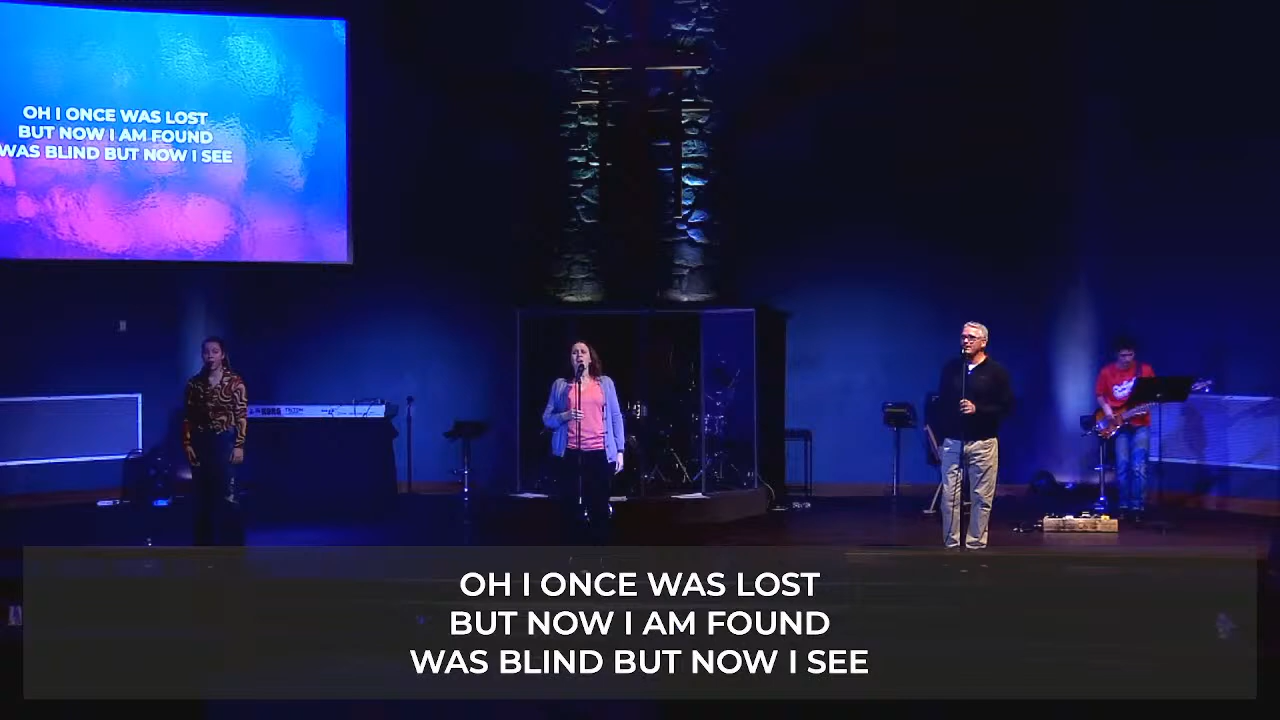 OH I ONCE WAS LOST
BUT NOW I AM FOUND
WAS BLIND BUT NOW I SEE
KORG TRITON
OH I ONCE WAS LOST
BUT NOW I AM FOUND
WAS BLIND BUT NOW I SEE